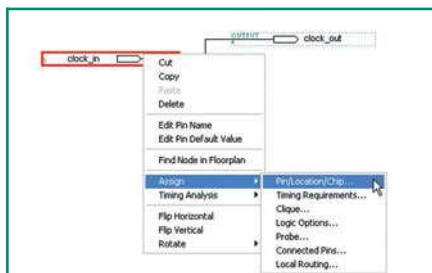 OUTPUT
clock_out
clock_in
Cut
Copy
Paste
Delete
Edit Pin Name
Edit Pin Default Value
Find Node in Floorplan
Assign
Timing Analysis
Flip Horizontal
Flip Vertical
Rotate
Pin/Location/Chip...
Timing Requirements...
Clique...
Logic Options...
Probe...
Connected Pins...
Local Routing...